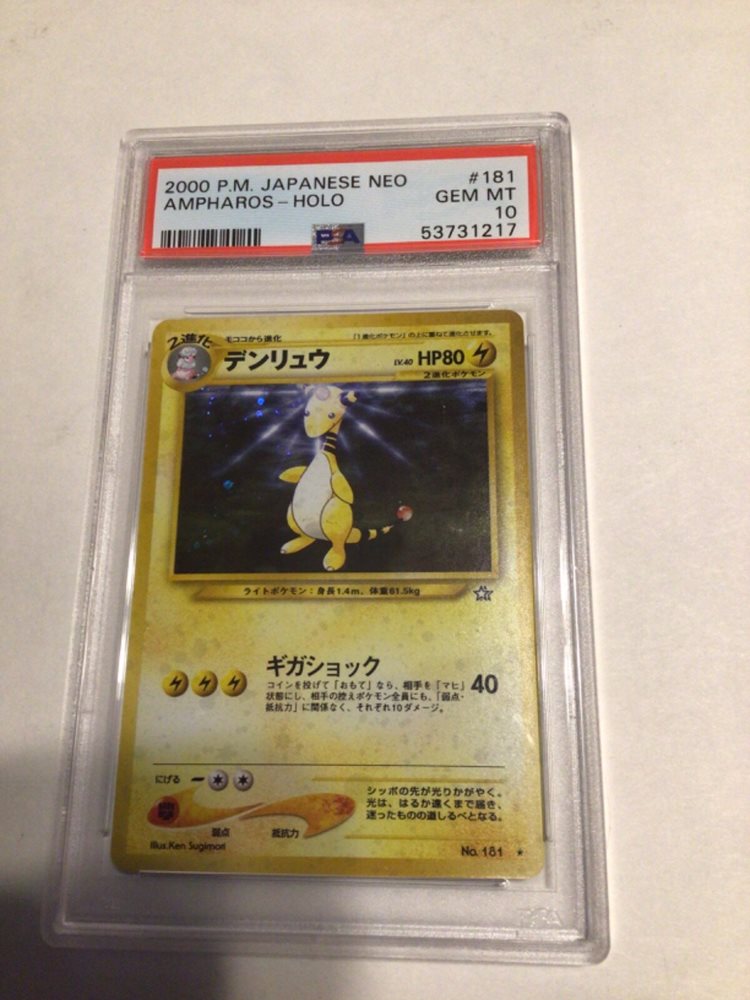 2000 P.M. JAPANESE NEO #181
AMPHAROS - HOLO GEM MT
10
PSA 53731217
2進化 モココから進化 「1進化ポケモン」の上に重ねて進化させます。
デンリュウ LV.40 HP80
2進化ポケモン
ライトポケモン：身長1.4m、体重61.5kg
ギガショック
コインを投げて「おもて」なら、相手を「マヒ」 40
状態にし、相手の控えポケモン全員にも、「弱点・
抵抗力」に関係なく、それぞれ10ダメージ。
にげる
シッポの先が光りかがやく。
光は、はるか遠くまで届き、
迷ったものの道しるべとなる。
弱点 抵抗力
Illus.Ken Sugimori
No. 181